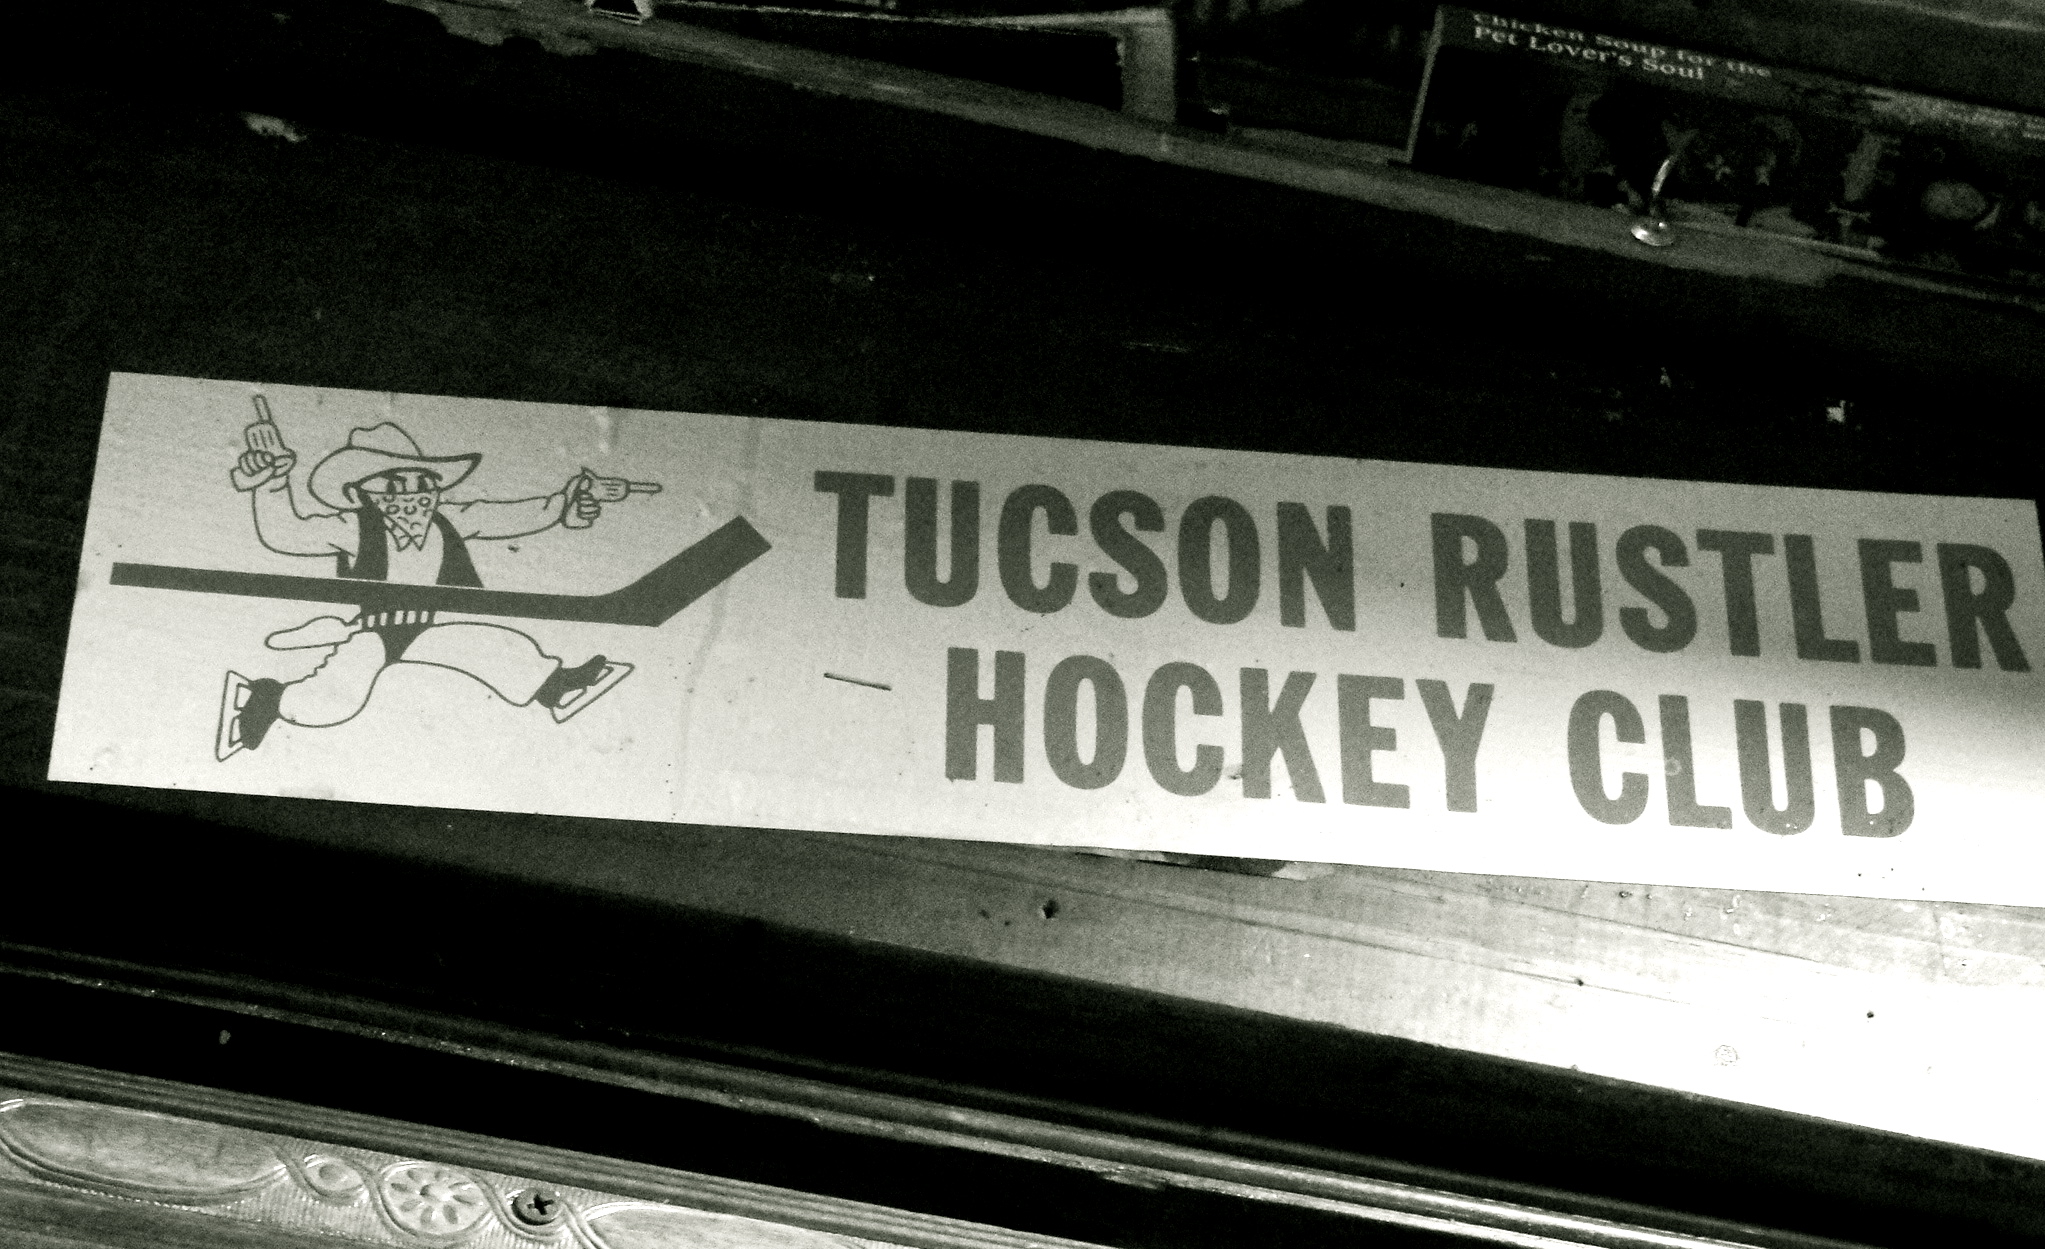 Chicken Soup for the
Pet Lover's Soul
TUCSON RUSTLER
HOCKEY CLUB